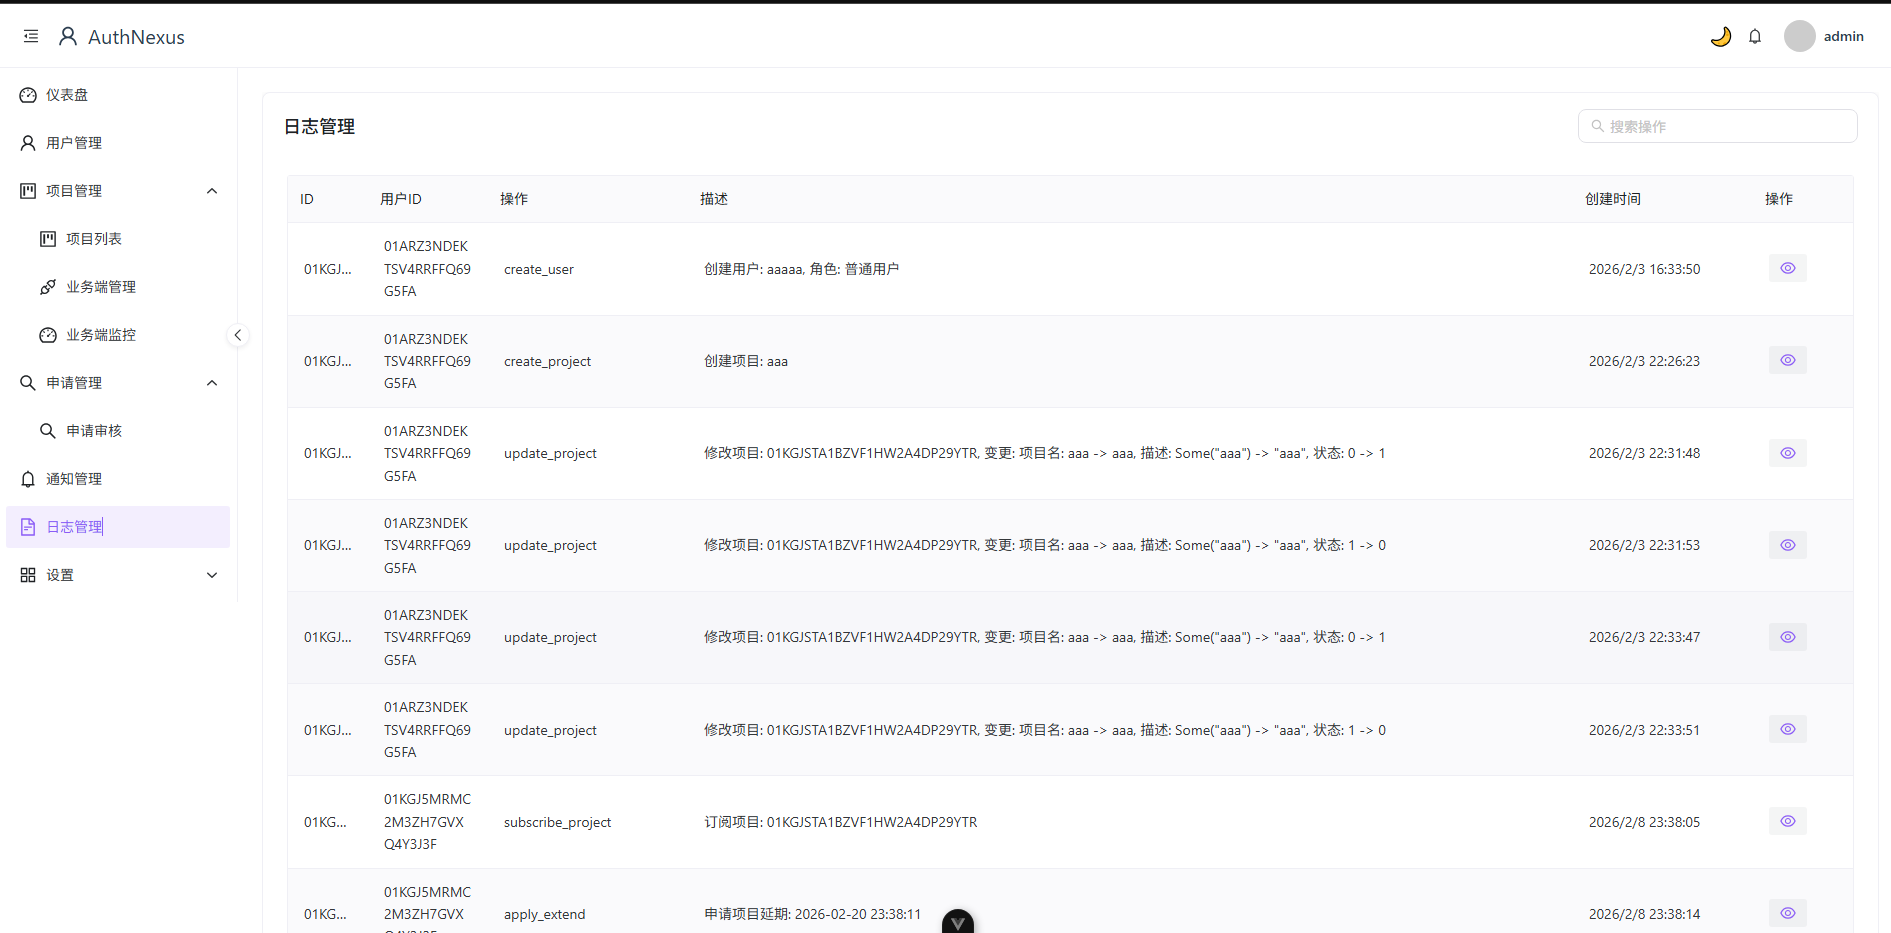 AuthNexus
admin
仪表盘
用户管理
项目管理
项目列表
业务端管理
业务端监控
申请管理
申请审核
通知管理
日志管理
设置
日志管理
搜索操作
ID 用户ID 操作 描述 创建时间 操作
01KGJ... 01ARZ3NDEK
TSV4RRFFQ69
G5FA create_user 创建用户: aaaaa, 角色: 普通用户 2026/2/3 16:33:50
01KGJ... 01ARZ3NDEK
TSV4RRFFQ69
G5FA create_project 创建项目: aaa 2026/2/3 22:26:23
01KGJ... 01ARZ3NDEK
TSV4RRFFQ69
G5FA update_project 修改项目: 01KGJSTA1BZVF1HW2A4DP29YTR, 变更: 项目名: aaa -> aaa, 描述: Some("aaa") -> "aaa", 状态: 0 -> 1 2026/2/3 22:31:48
01KGJ... 01ARZ3NDEK
TSV4RRFFQ69
G5FA update_project 修改项目: 01KGJSTA1BZVF1HW2A4DP29YTR, 变更: 项目名: aaa -> aaa, 描述: Some("aaa") -> "aaa", 状态: 1 -> 0 2026/2/3 22:31:53
01KGJ... 01ARZ3NDEK
TSV4RRFFQ69
G5FA update_project 修改项目: 01KGJSTA1BZVF1HW2A4DP29YTR, 变更: 项目名: aaa -> aaa, 描述: Some("aaa") -> "aaa", 状态: 0 -> 1 2026/2/3 22:33:47
01KGJ... 01ARZ3NDEK
TSV4RRFFQ69
G5FA update_project 修改项目: 01KGJSTA1BZVF1HW2A4DP29YTR, 变更: 项目名: aaa -> aaa, 描述: Some("aaa") -> "aaa", 状态: 1 -> 0 2026/2/3 22:33:51
01KG... 01KGJ5MRMC
2M3ZH7GVX
Q4Y3J3F subscribe_project 订阅项目: 01KGJSTA1BZVF1HW2A4DP29YTR 2026/2/8 23:38:05
01KG... 01KGJ5MRMC
2M3ZH7GVX
apply_extend 申请项目延期: 2026-02-20 23:38:11 2026/2/8 23:38:14